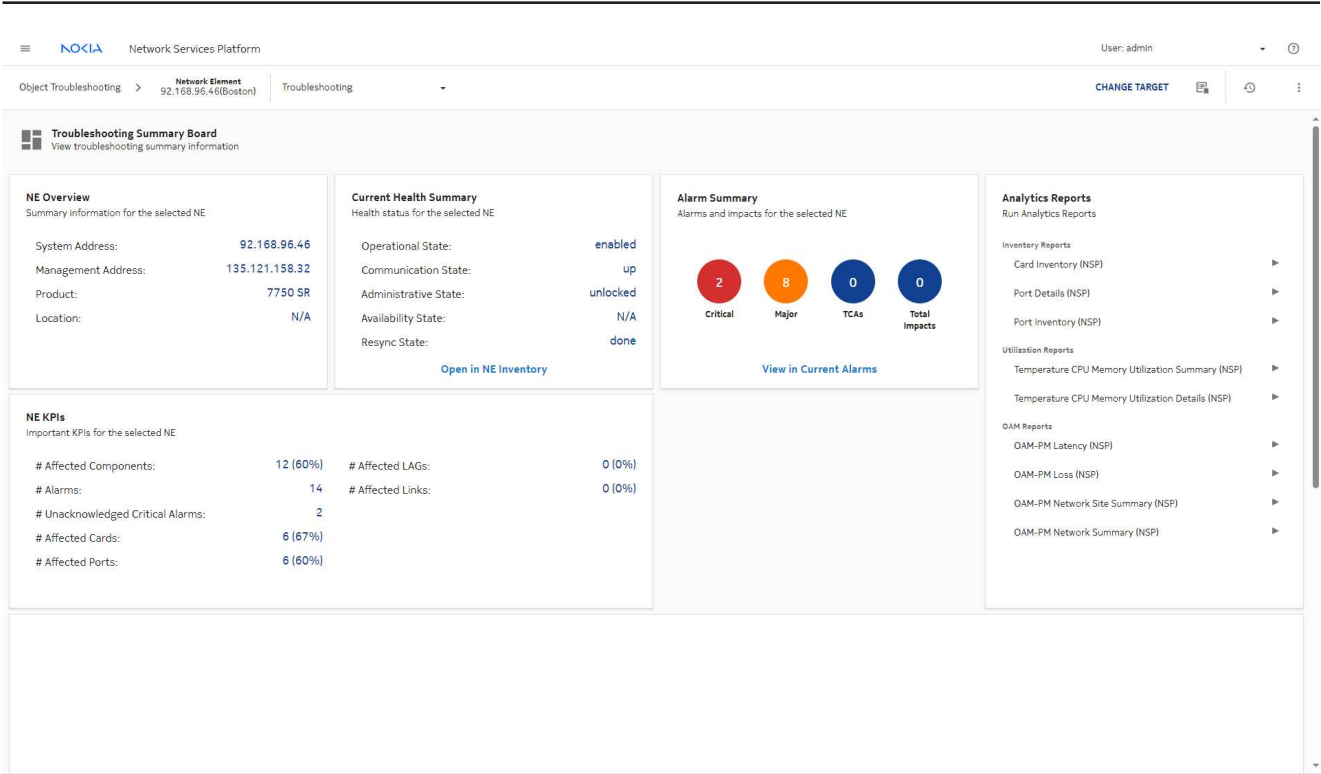 NOKIA Network Services Platform
User: admin
Object Troubleshooting
Network Element
92.168.96.46(Boston)
Troubleshooting
CHANGE TARGET
Troubleshooting Summary Board
View troubleshooting summary information
NE Overview
Summary information for the selected NE
System Address: 92.168.96.46
Management Address: 135.121.158.32
Product: 7750 SR
Location: N/A
Current Health Summary
Health status for the selected NE
Operational State: enabled
Communication State: up
Administrative State: unlocked
Availability State: N/A
Resync State: done
Open in NE Inventory
Alarm Summary
Alarms and impacts for the selected NE
2 8 0 0
Critical Major TCAs Total
Impacts
View in Current Alarms
Analytics Reports
Run Analytics Reports
Inventory Reports
Card Inventory (NSP)
Port Details (NSP)
Port Inventory (NSP)
Utilization Reports
Temperature CPU Memory Utilization Summary (NSP)
Temperature CPU Memory Utilization Details (NSP)
OAM Reports
OAM-PM Latency (NSP)
OAM-PM Loss (NSP)
OAM-PM Network Site Summary (NSP)
OAM-PM Network Summary (NSP)
NE KPIs
Important KPIs for the selected NE
# Affected Components: 12 (60%)
# Alarms: 14
# Unacknowledged Critical Alarms: 2
# Affected Cards: 6 (67%)
# Affected Ports: 6 (60%)
# Affected LAGs: 0 (0%)
# Affected Links: 0 (0%)